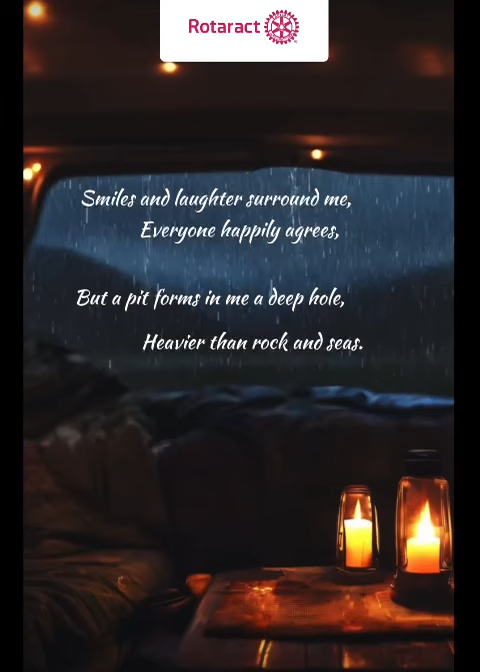 Rotaract
Smiles and laughter surround me,
Everyone happily agrees,
But a pit forms in me a deep hole,
Heavier than rock and seas.